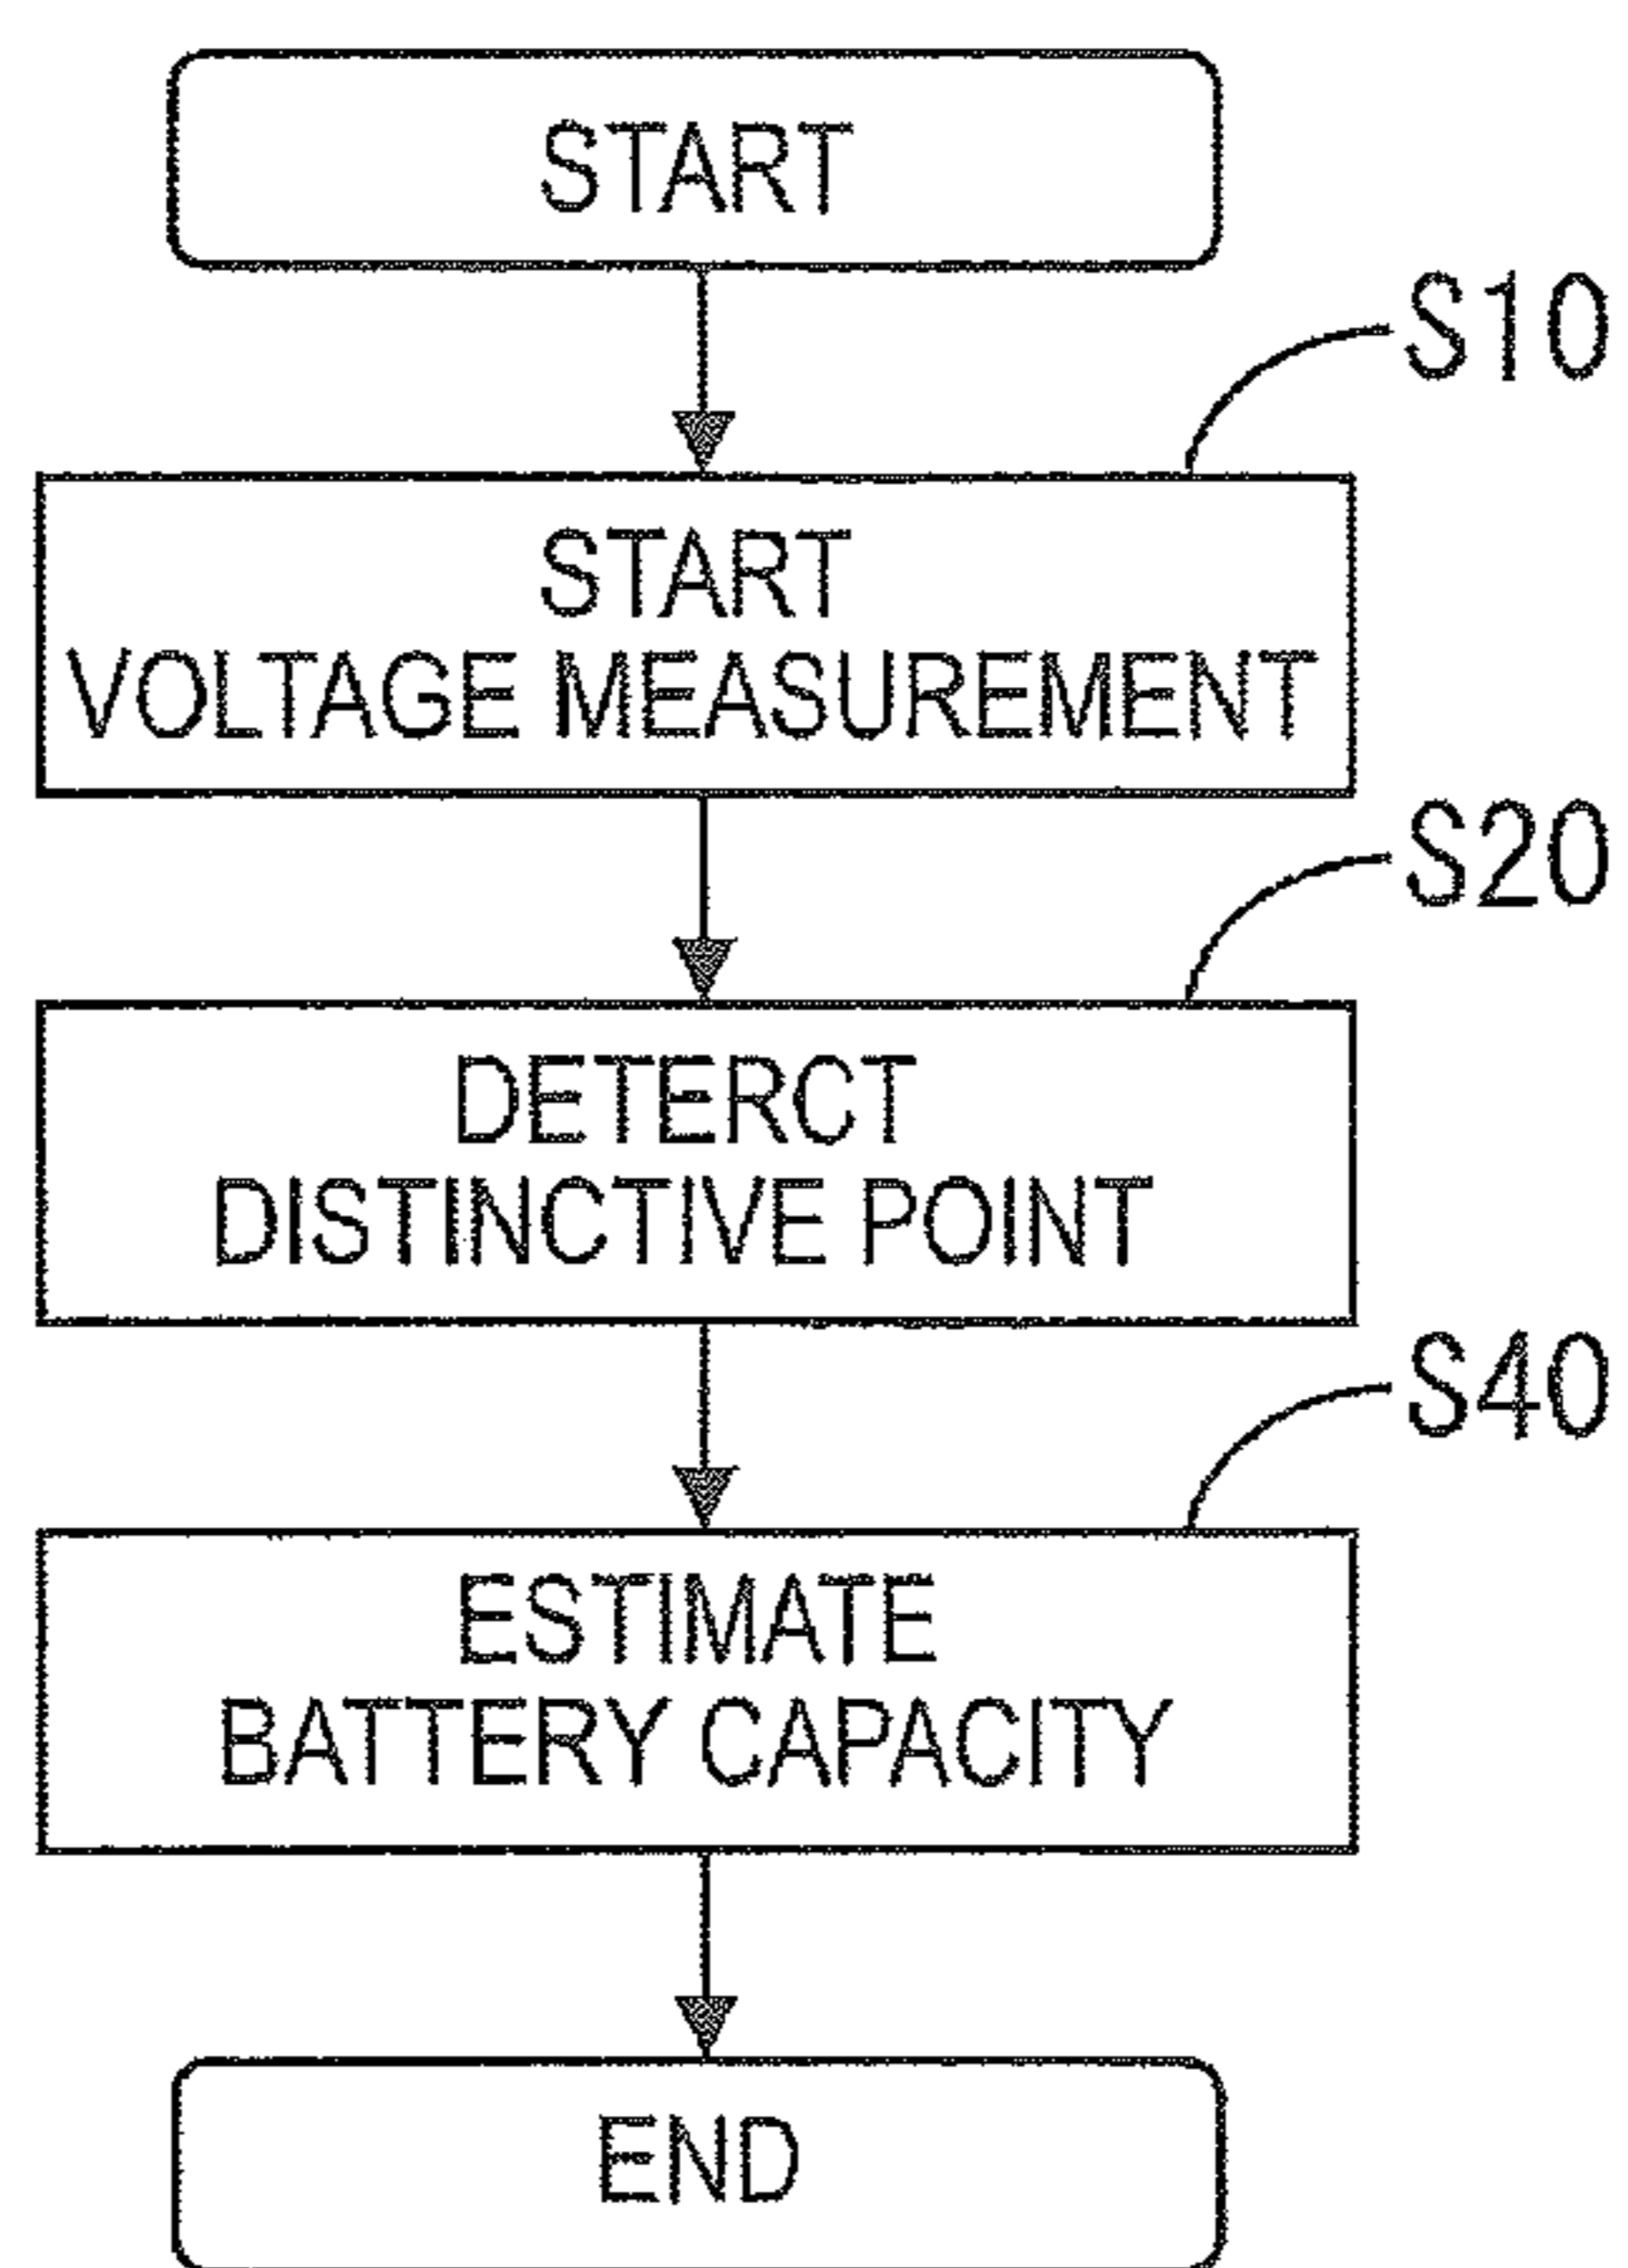 START
S10
START
VOLTAGE MEASUREMENT
S20
DETERCT
DISTINCTIVE POINT
S40
ESTIMATE
BATTERY CAPACITY
END